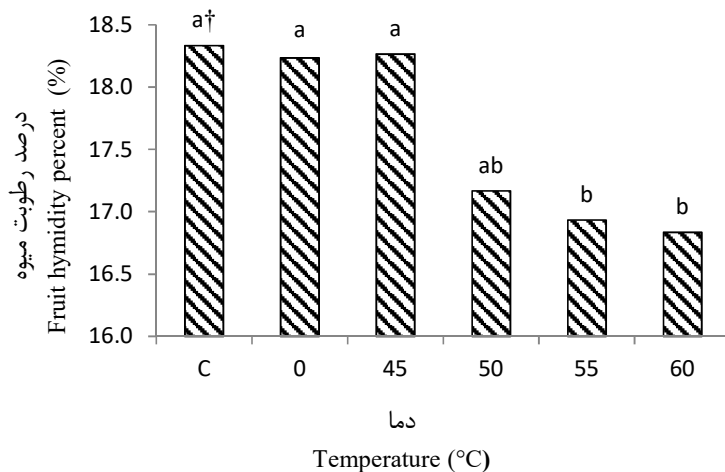 درصد رطوبت میوه
Fruit hymidity percent (%)
18.5
18.0
17.5
17.0
16.5
16.0
a†
a
a
ab
b
b
C
0
45
50
55
60
دما
Temperature (°C)